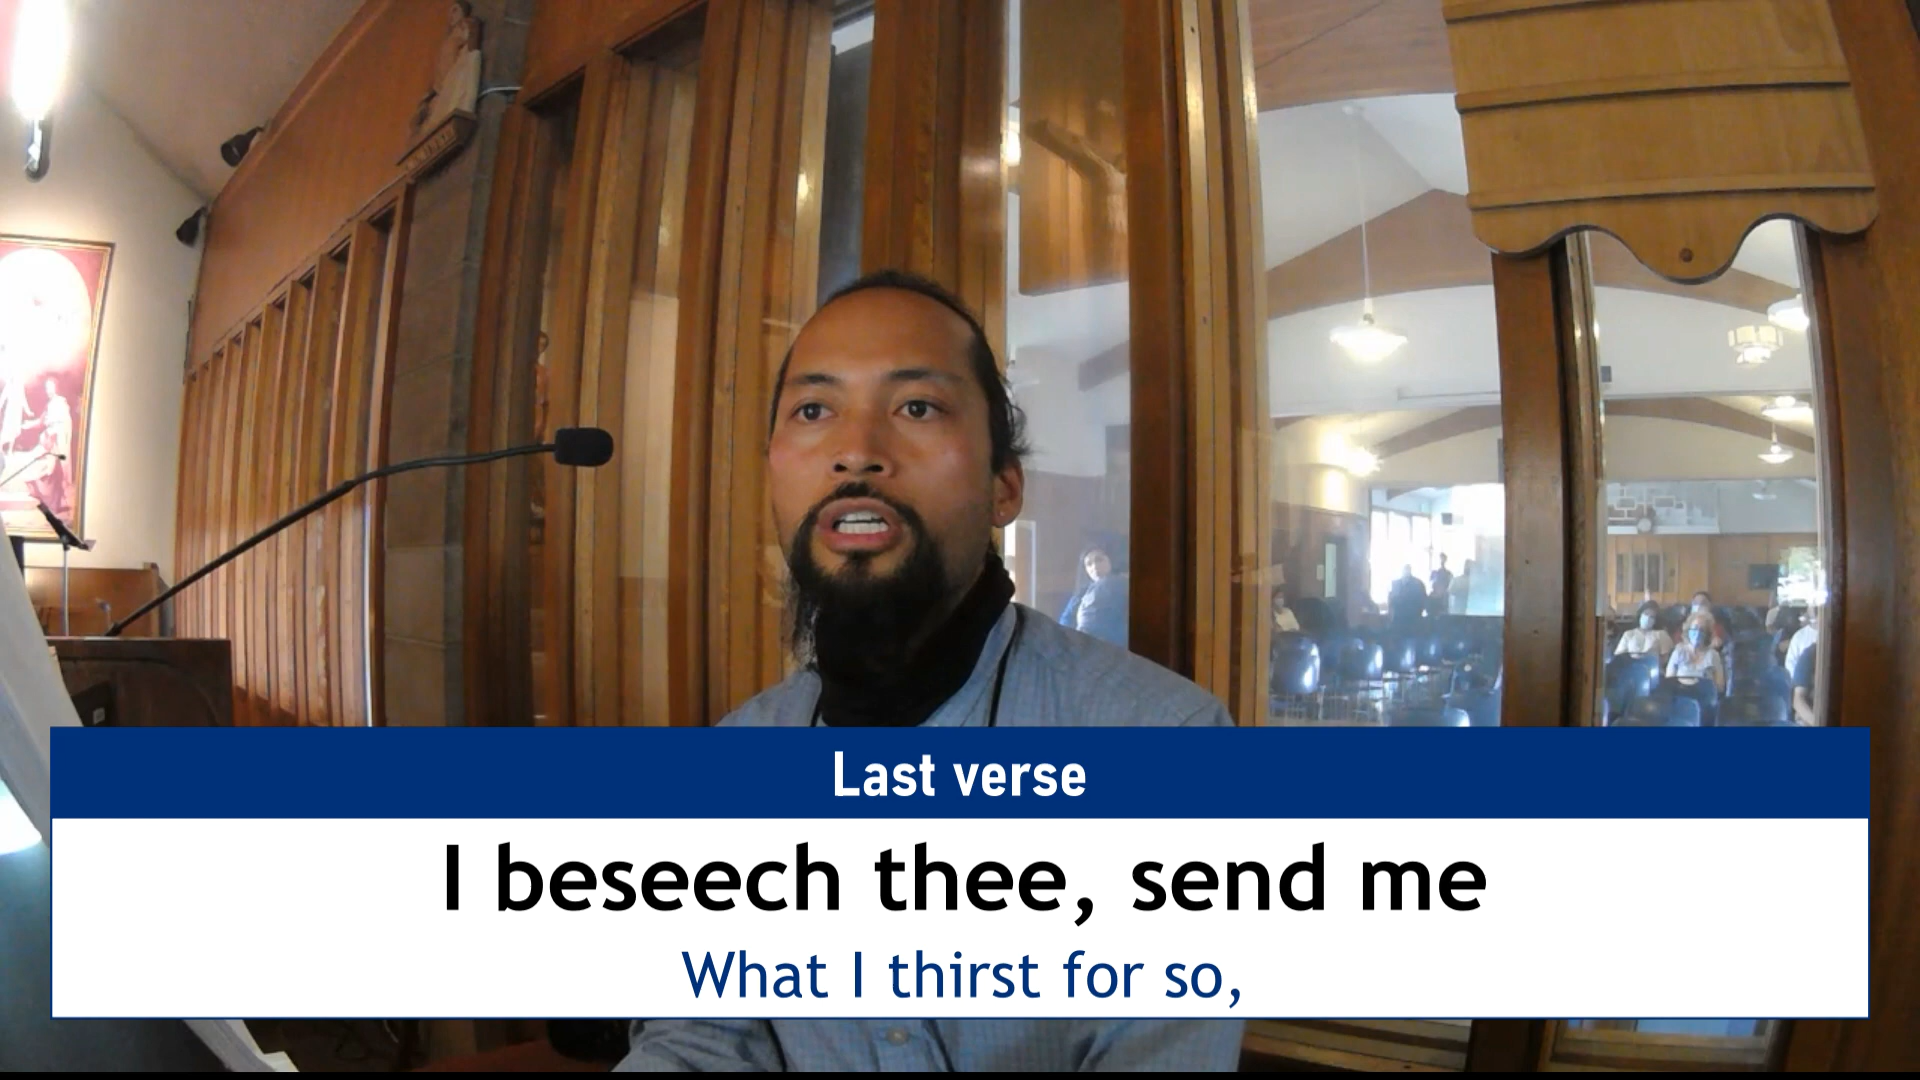 Last verse
I beseech thee, send me
What I thirst for so,